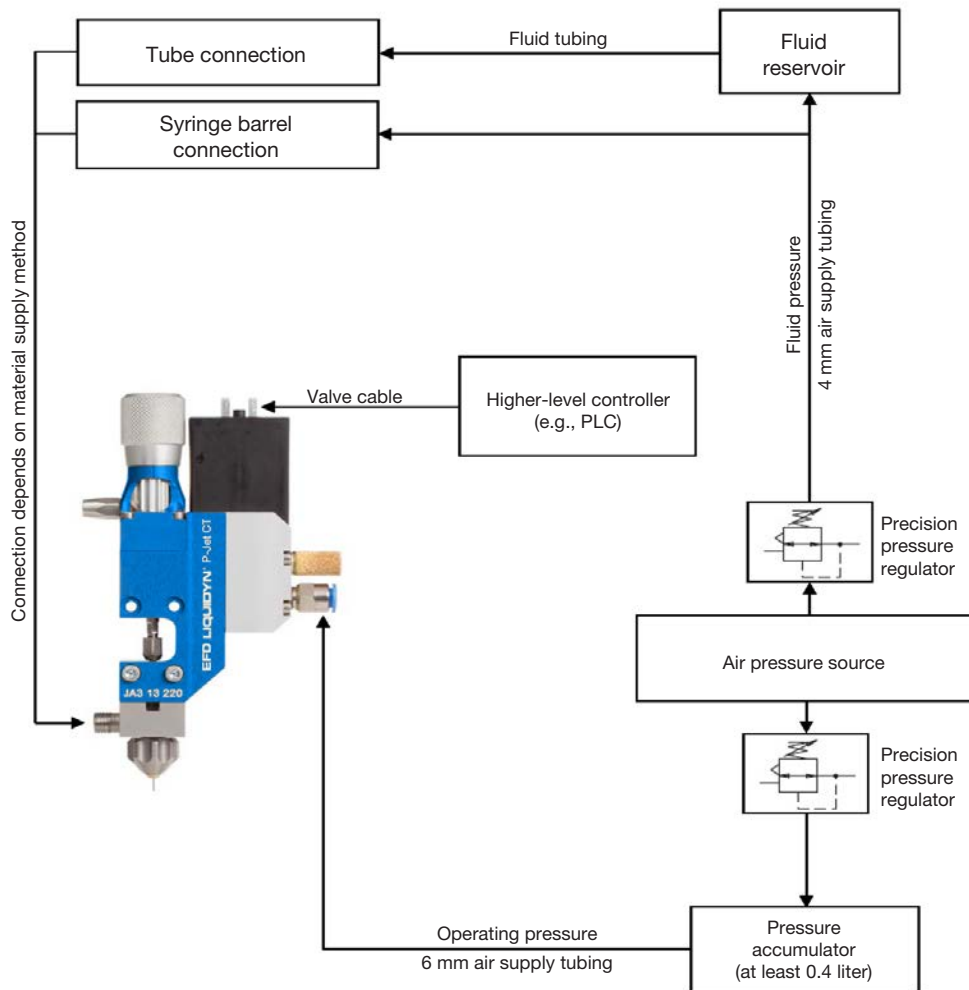 Tube connection
Fluid tubing
Fluid
reservoir
Syringe barrel
connection
Connection depends on material supply method
Fluid pressure
4 mm air supply tubing
Valve cable
Higher-level controller
(e.g., PLC)
EFD LIQUIDYN® P-Jet CT
JA3 13 220
Precision
pressure
regulator
Air pressure source
Precision
pressure
regulator
Operating pressure
6 mm air supply tubing
Pressure
accumulator
(at least 0.4 liter)